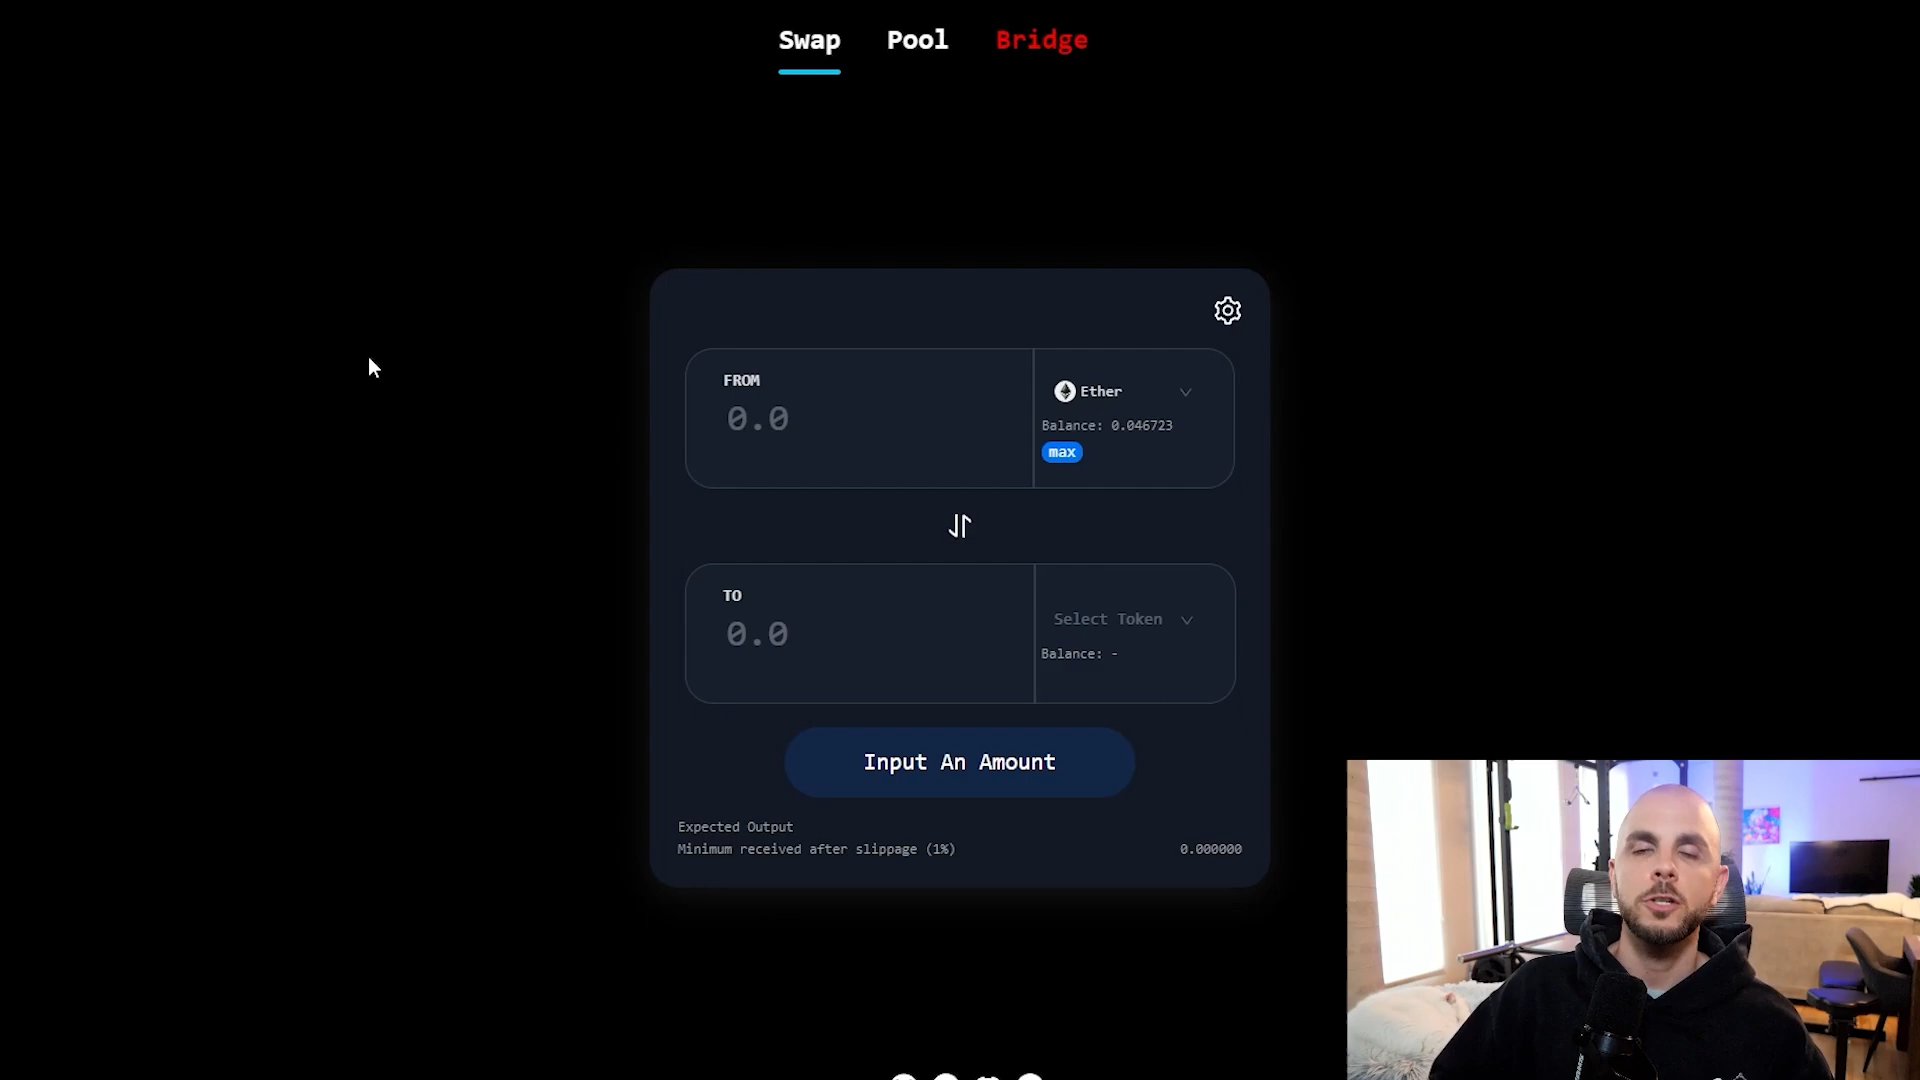 Swap Pool Bridge
FROM
0.0
Ether
Balance: 0.046723
max
TO
0.0
Select Token
Balance: -
Input An Amount
Expected Output
Minimum received after slippage (1%) 0.000000